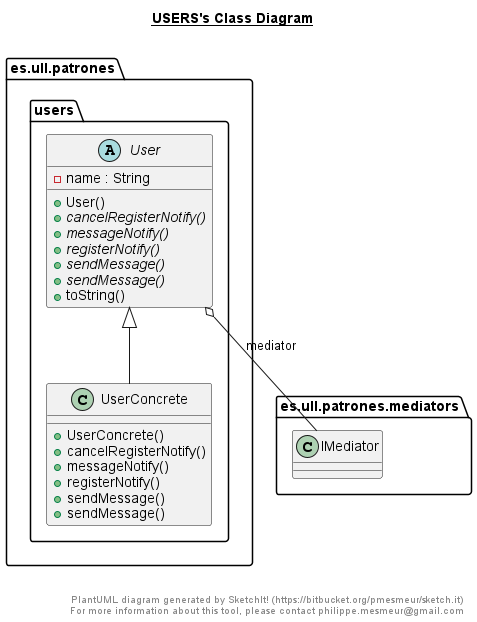 USERS's Class Diagram
es.ull.patrones
users
A User
name : String
User()
cancelRegisterNotify()
messageNotify()
registerNotify()
sendMessage()
sendMessage()
toString()
mediator
C UserConcrete
UserConcrete()
cancelRegisterNotify()
messageNotify()
registerNotify()
sendMessage()
sendMessage()
es.ull.patrones.mediators
C IMediator
PlantUML diagram generated by SketchIt! (https://bitbucket.org/pmesmeur/sketch.it)
For more information about this tool, please contact philippe.mesmeur@gmail.com